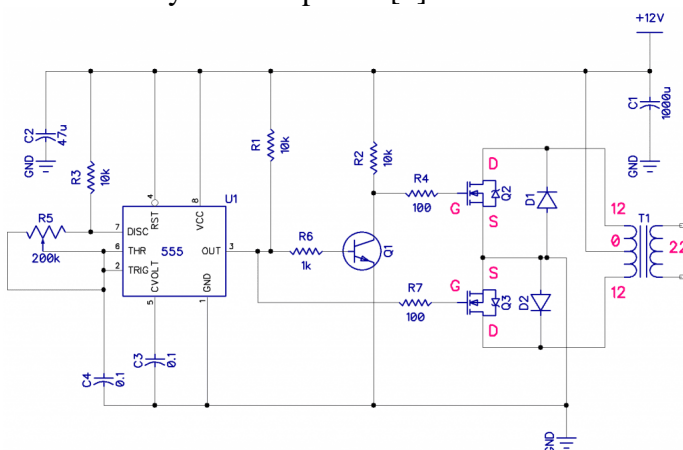 +12V
C2
47u
GND
R3
10k
R1
10k
R2
10k
C1
1000u
GND
R4
100
D
G
S
Q2
D1
12
0
12
T1
22
R5
200k
U1
4
8
RST
VCC
7
DISC
6
THR
2
TRIG
555
OUT
3
CVOLT
GND
5
1
R6
1k
Q1
R7
100
S
G
D
Q3
D2
C3
0.1
C4
0.1
GND